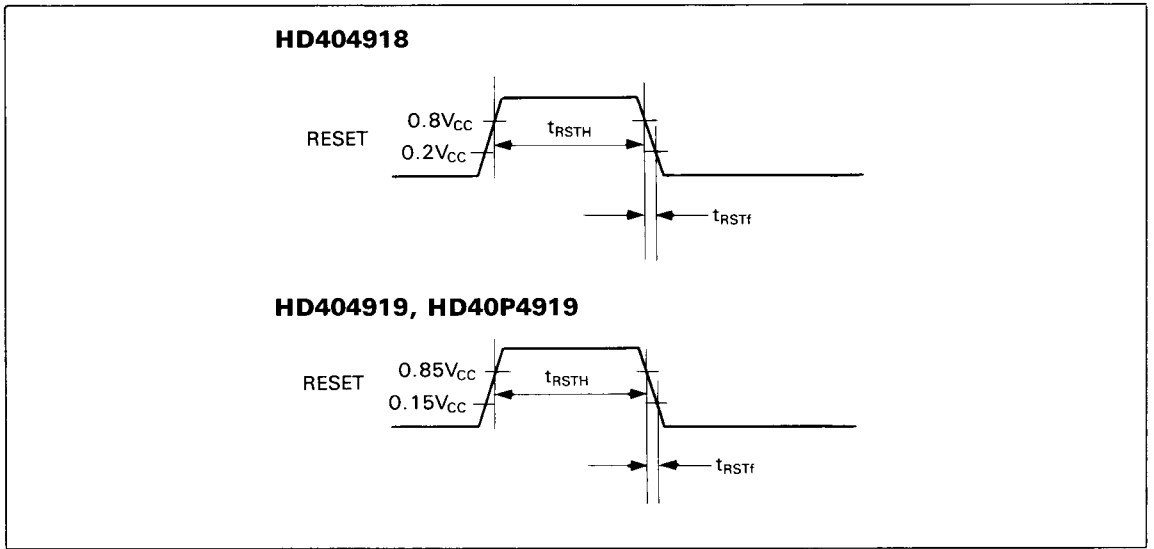 HD404918
RESET
0.8VCC
0.2VCC
tRSTH
tRSTf
HD404919, HD40P4919
RESET
0.85VCC
0.15VCC
tRSTH
tRSTf